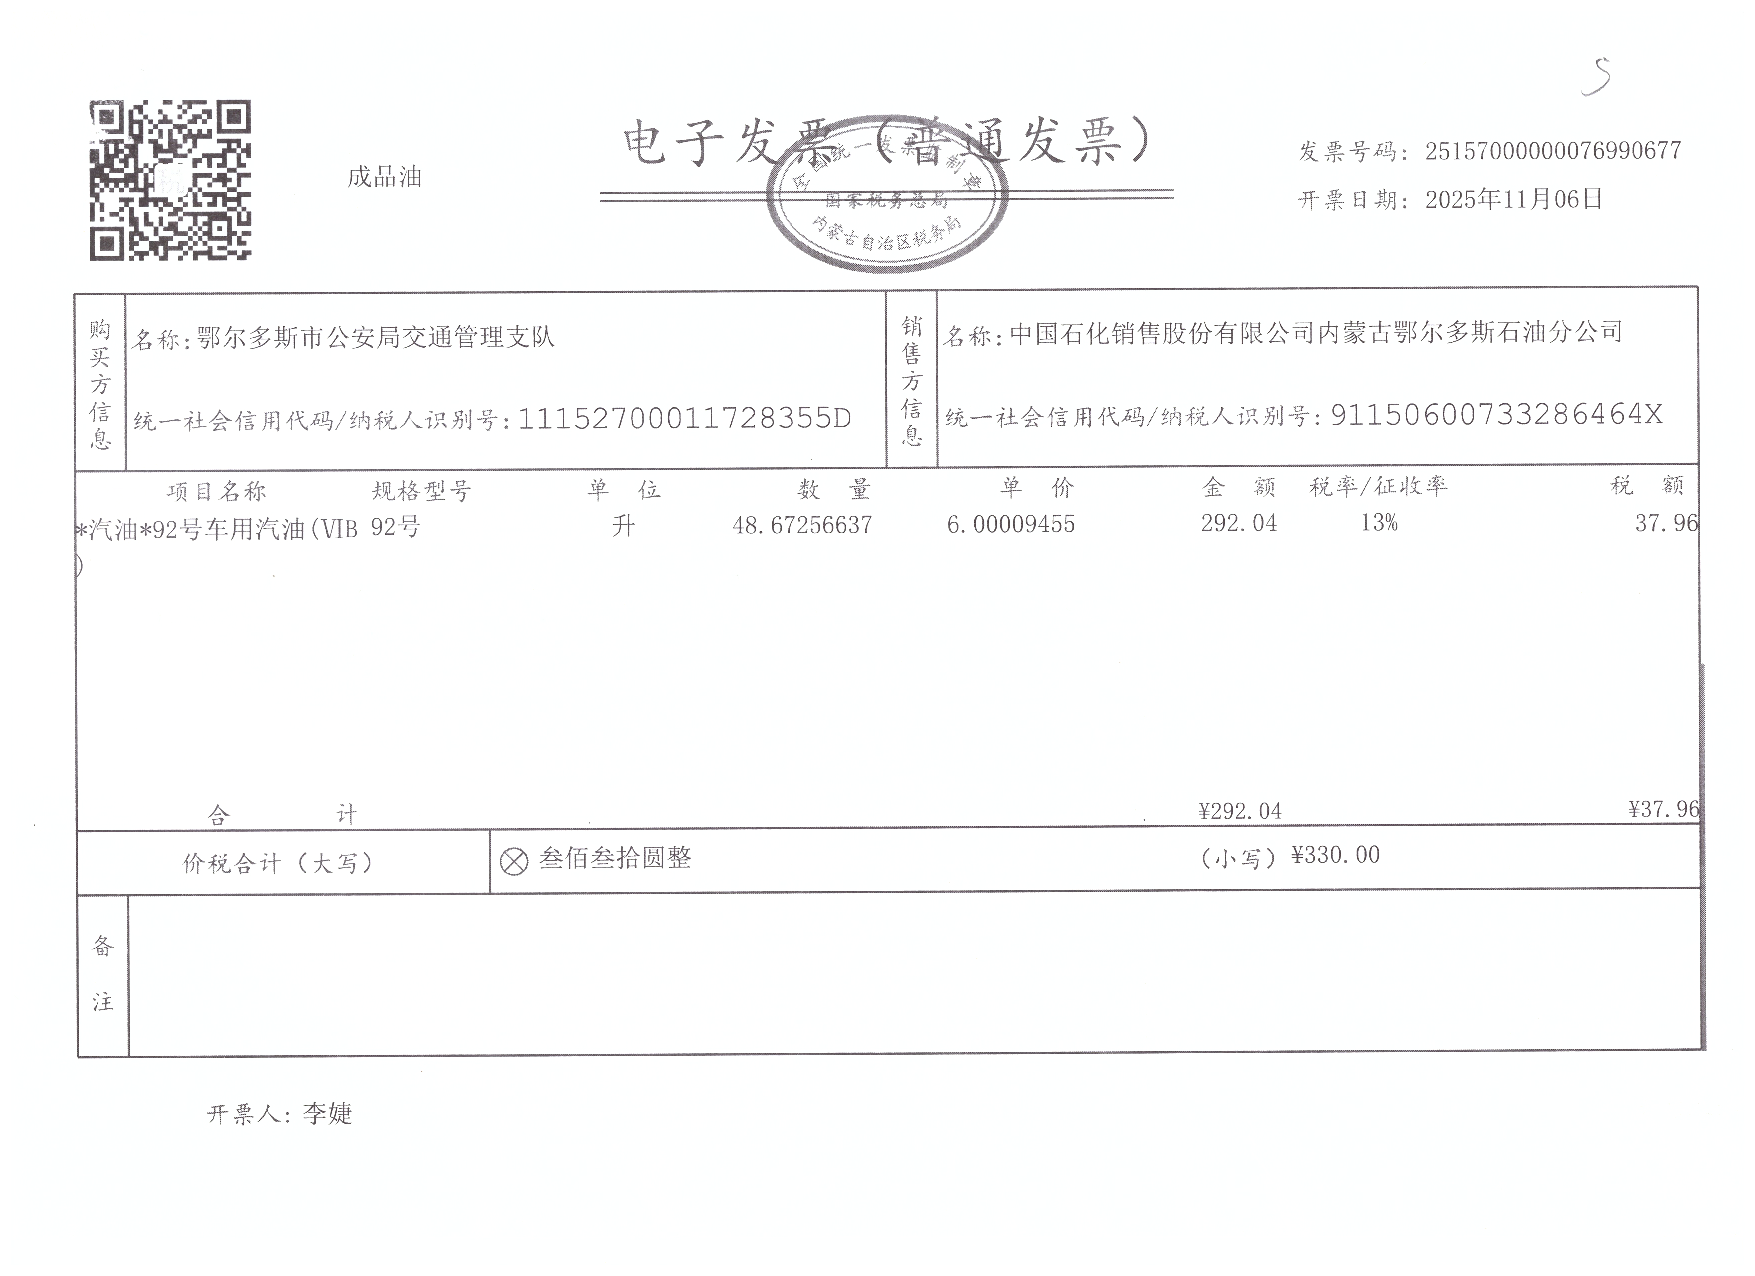 5
电子发票（普通发票）
成品油
全国统一发票监制章
国家税务总局
内蒙古自治区税务局
发票号码：25157000000076990677
开票日期：2025年11月06日
购买方信息
名称：鄂尔多斯市公安局交通管理支队
统一社会信用代码/纳税人识别号：11152700011728355D
销售方信息
名称：中国石化销售股份有限公司内蒙古鄂尔多斯石油分公司
统一社会信用代码/纳税人识别号：91150600733286464X
项目名称 规格型号 单位 数量 单价 金额 税率/征收率 税额
*汽油*92号车用汽油(VIB 92号 升 48.67256637 6.00009455 292.04 13% 37.96
)
合计 ¥292.04 ¥37.96
价税合计（大写） ⊗叁佰叁拾圆整 （小写）¥330.00
备注
开票人：李婕